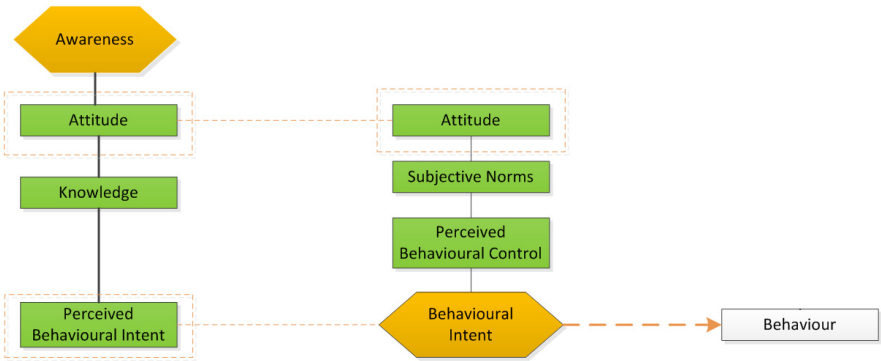 Awareness
Attitude
Knowledge
Perceived
Behavioural Intent
Attitude
Subjective Norms
Perceived
Behavioural Control
Behavioural
Intent
Behaviour